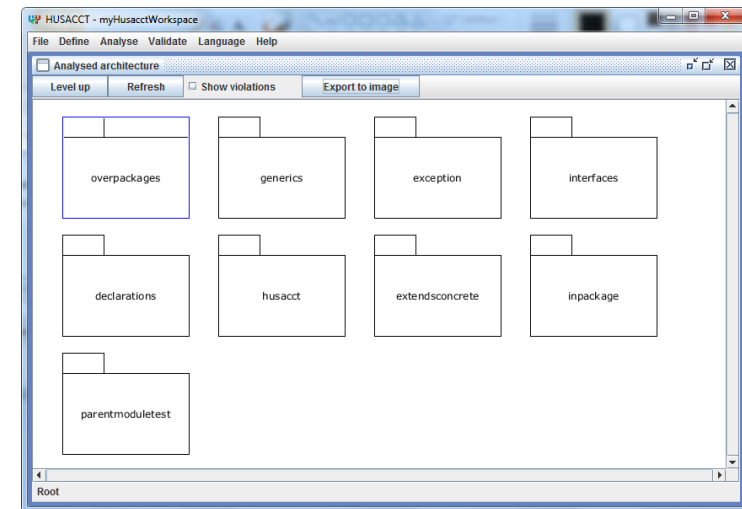 HUSACCT - myHusacctWorkspace
File Define Analyse Validate Language Help
Analysed architecture
Level up Refresh Show violations Export to image
overpackages generics exception interfaces
declarations husacct extendsconcrete inpackage
parentmoduletest
Root